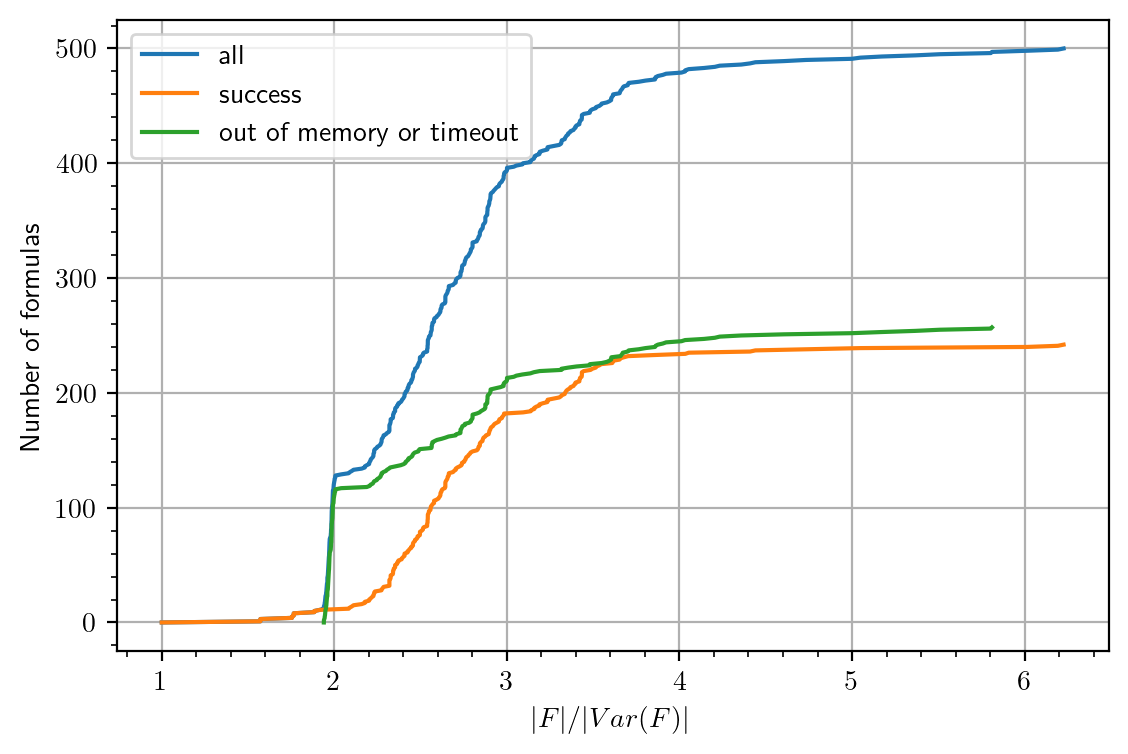 all
success
out of memory or timeout
Number of formulas
500
400
300
200
100
0
1 2 3 4 5 6
|F|/|Var(F)|